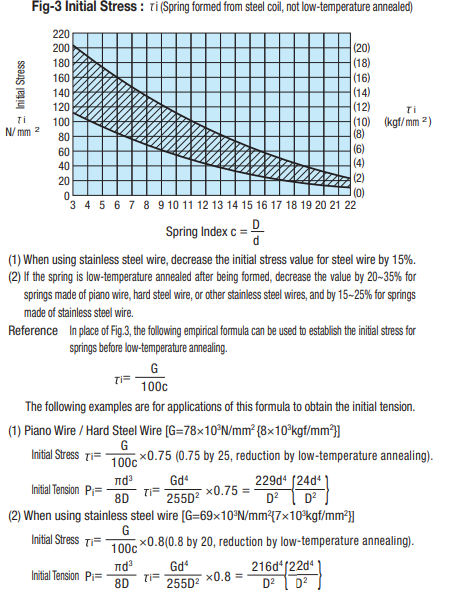 Fig-3 Initial Stress : τi (Spring formed from steel coil, not low-temperature annealed)
220
200 (20)
180 (18)
160 (16)
140 (14)
120 (12)
100 (10)
80 (8)
60 (6)
40 (4)
20 (2)
0 (0)
Initial Stress
τi
N/mm 2
τi
(kgf/mm 2)
3 4 5 6 7 8 9 10 11 12 13 14 15 16 17 18 19 20 21 22
Spring Index c = D/d
(1) When using stainless steel wire, decrease the initial stress value for steel wire by 15%.
(2) If the spring is low-temperature annealed after being formed, decrease the value by 20~35% for
springs made of piano wire, hard steel wire, or other stainless steel wires, and by 15~25% for springs
made of stainless steel wire.
Reference In place of Fig.3, the following empirical formula can be used to establish the initial stress for
springs before low-temperature annealing.
τi= G/100c
The following examples are for applications of this formula to obtain the initial tension.
(1) Piano Wire / Hard Steel Wire [G=78×10³N/mm² {8×10³kgf/mm²}]
Initial Stress τi= G/100c ×0.75 (0.75 by 25, reduction by low-temperature annealing).
Initial Tension Pi= πd³/8D τi= Gd⁴/255D² ×0.75 = 229d⁴/D² {24d⁴/D²}
(2) When using stainless steel wire [G=69×10³N/mm²{7×10³kgf/mm²}]
Initial Stress τi= G/100c ×0.8(0.8 by 20, reduction by low-temperature annealing).
Initial Tension Pi= πd³/8D τi= Gd⁴/255D² ×0.8 = 216d⁴/D² {22d⁴/D²}